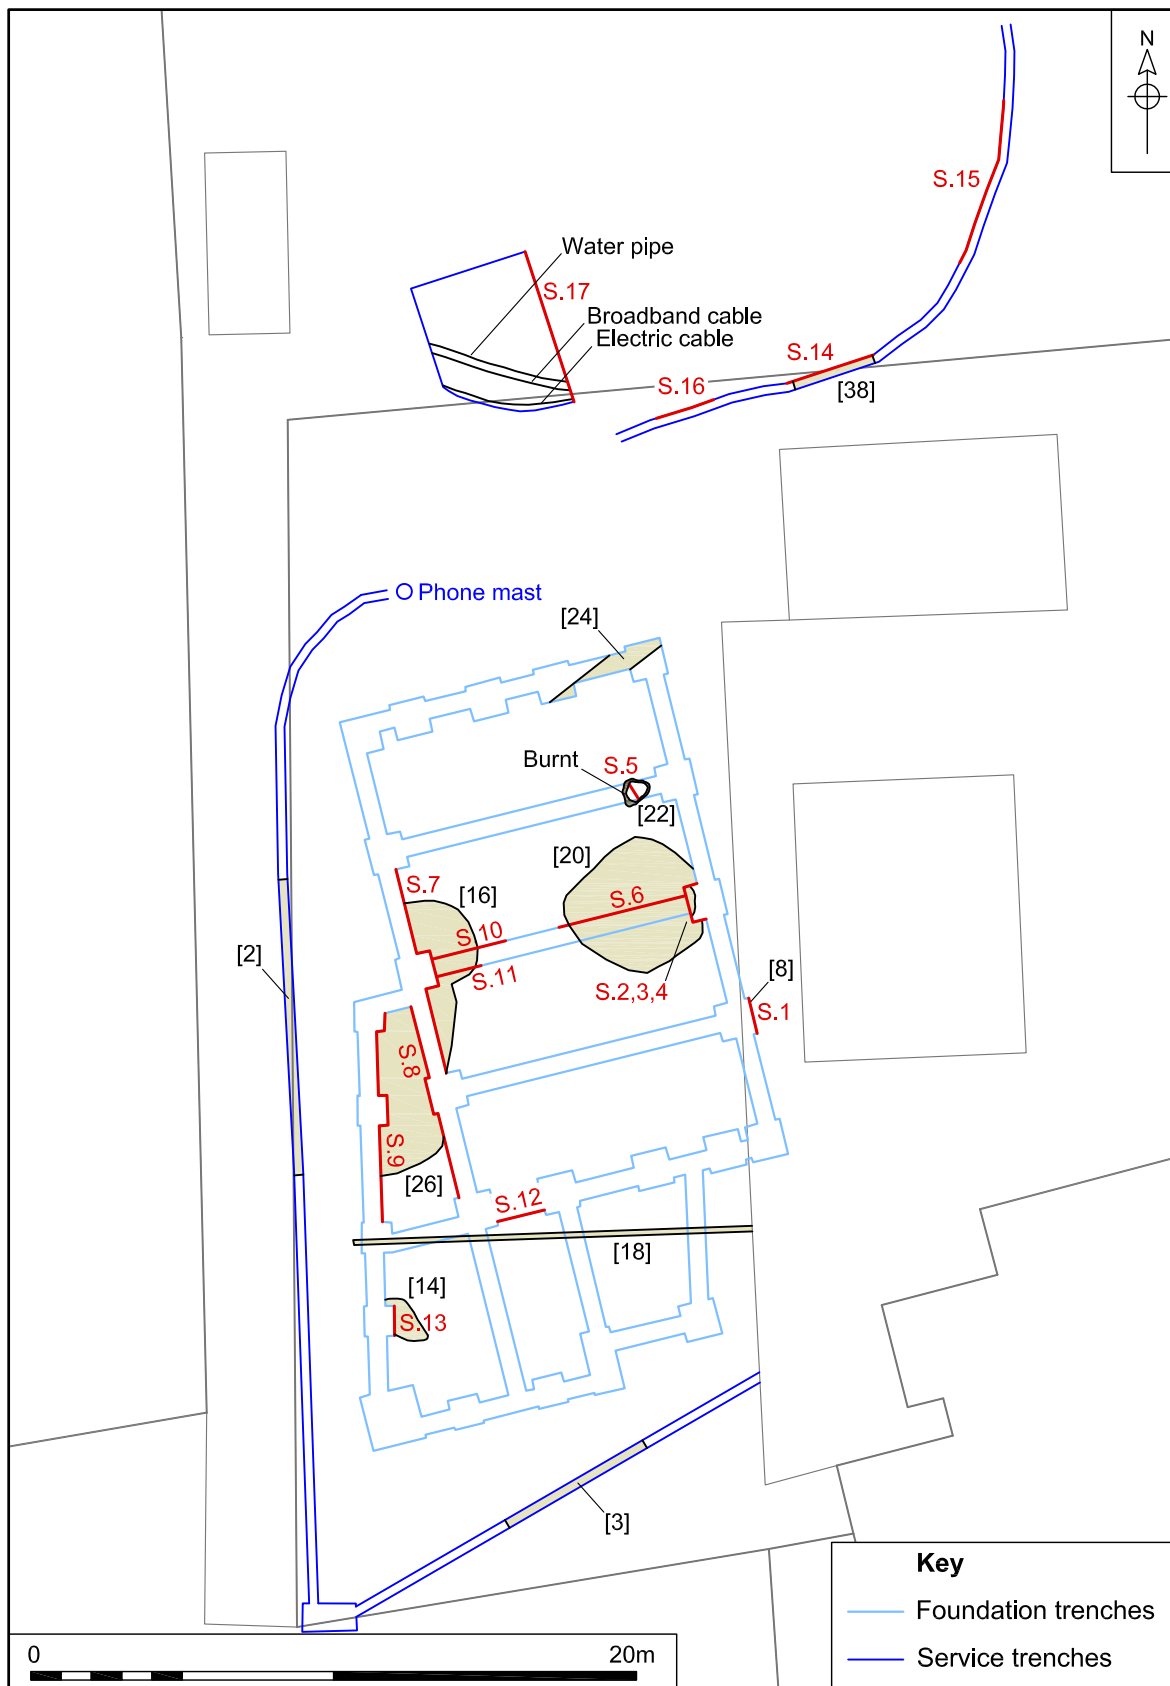 N
S.15
Water pipe
S.17
Broadband cable
Electric cable
S.14
S.16
[38]
Phone mast
[24]
Burnt
S.5
[22]
[20]
S.7
[16]
S.6
S.10
[2]
S.11
[8]
S.2,3,4
S.1
S.8
S.9
[26]
S.12
[18]
[14]
S.13
[3]
Key
Foundation trenches
Service trenches
0
20m